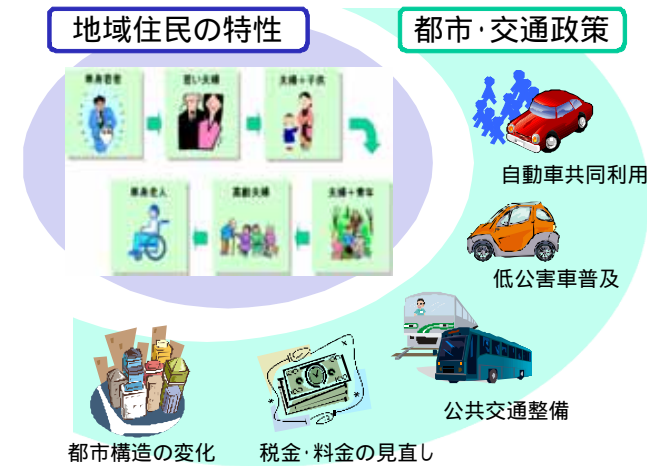 地域住民の特性
都市・交通政策
単身若者
若い夫婦
夫婦+子供
単身老人
高齢夫婦
夫婦+青年
自動車共同利用
低公害車普及
公共交通整備
都市構造の変化
税金・料金の見直し